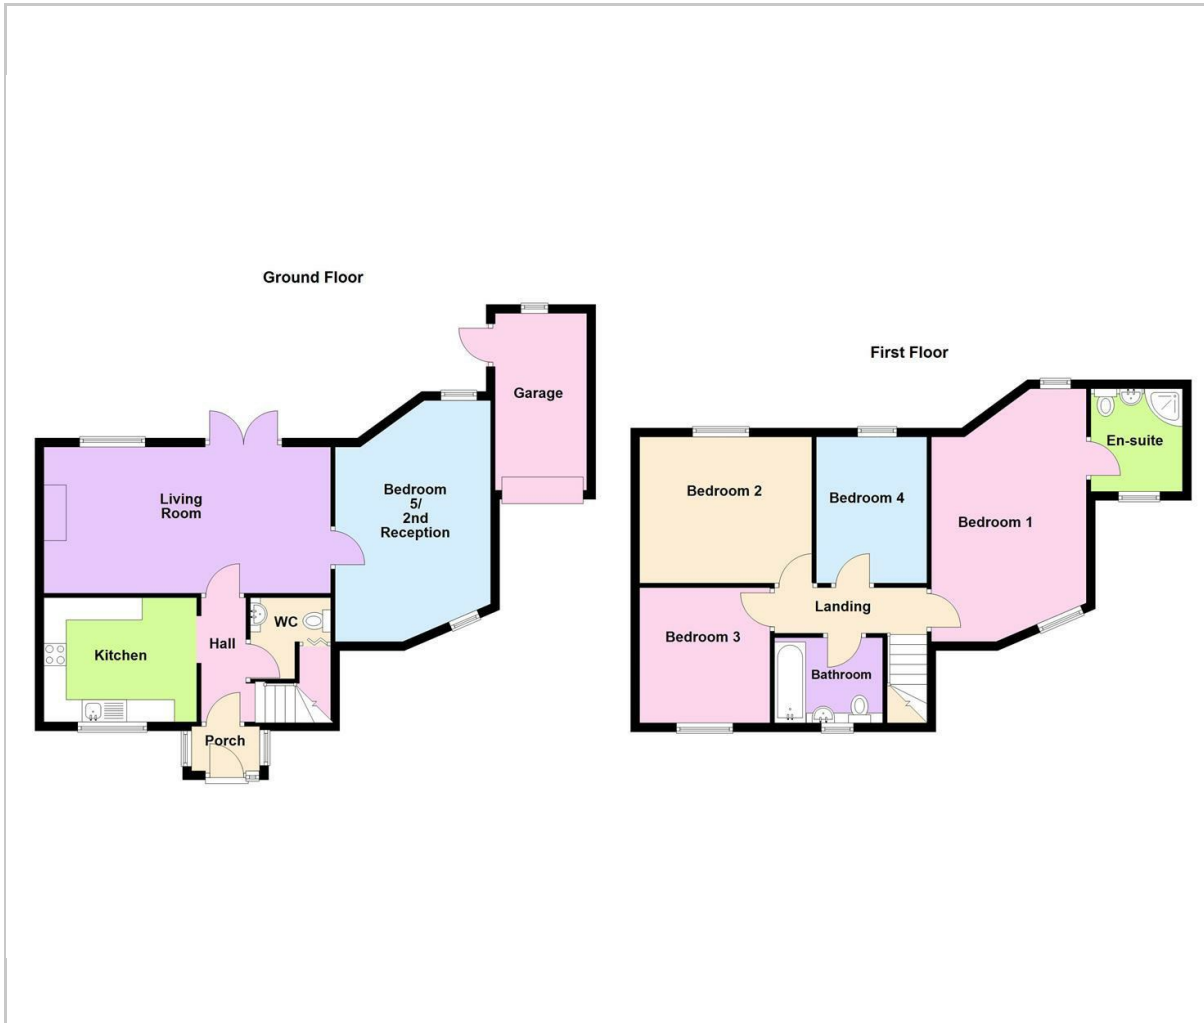 Ground Floor
Garage
Living
Room
Bedroom
5/
2nd
Reception
Kitchen
Hall
WC
Porch
First Floor
En-suite
Bedroom 2
Bedroom 4
Bedroom 1
Landing
Bedroom 3
Bathroom